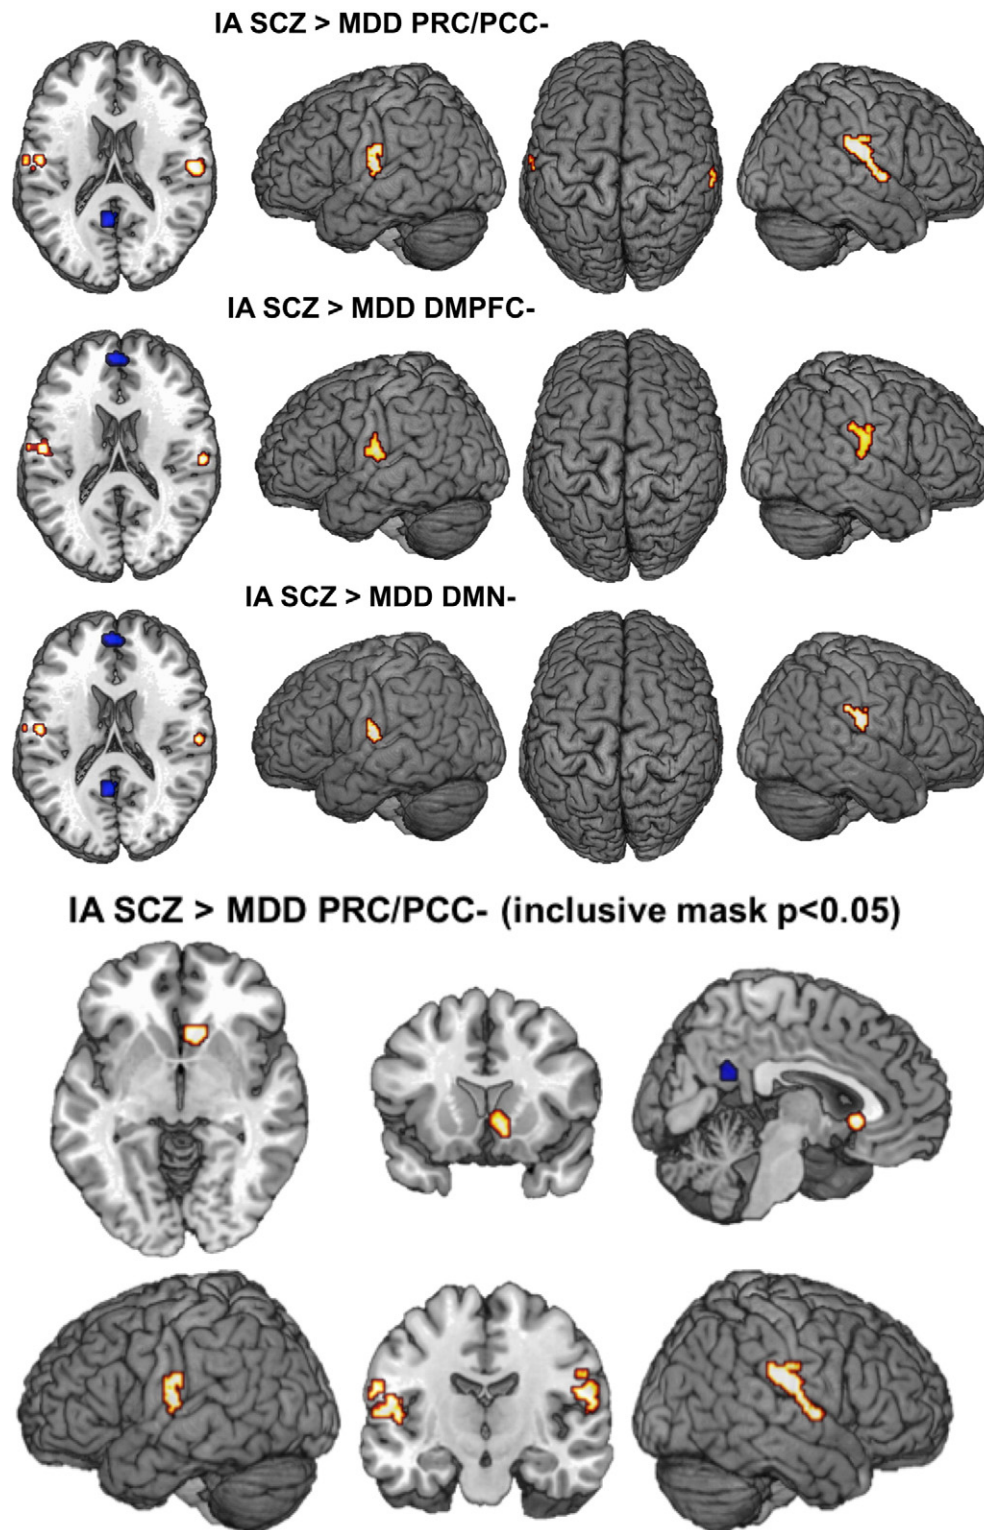 IA SCZ > MDD PRC/PCC-
IA SCZ > MDD DMPFC-
IA SCZ > MDD DMN-
IA SCZ > MDD PRC/PCC- (inclusive mask p<0.05)